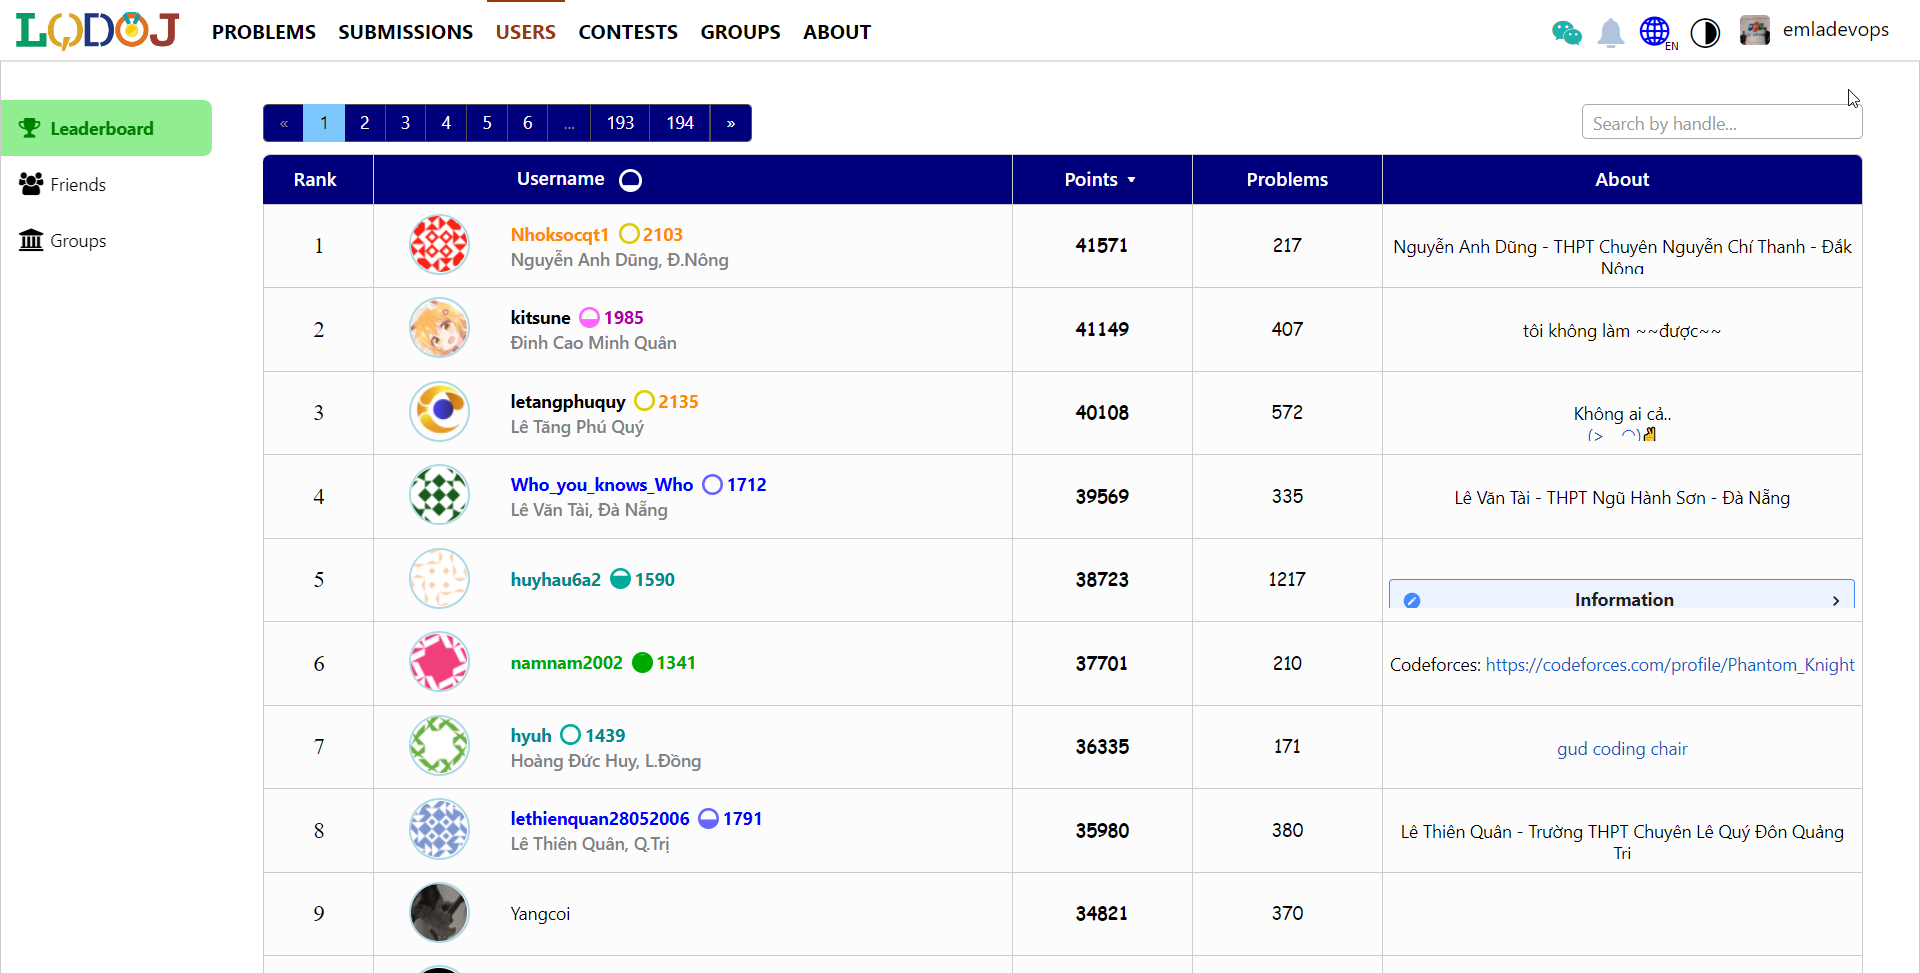 LQDOJ
PROBLEMS SUBMISSIONS USERS CONTESTS GROUPS ABOUT
EN
emladevops
Leaderboard
Friends
Groups
« 1 2 3 4 5 6 ... 193 194 »
Search by handle...
Rank Username Points Problems About
1 Nhoksocqt1 2103 41571 217 Nguyễn Anh Dũng - THPT Chuyên Nguyễn Chí Thanh - Đắk
Nguyễn Anh Dũng, Đ.Nông Nông
2 kitsune 1985 41149 407 tôi không làm ~~được~~
Đinh Cao Minh Quân
3 letangphuquy 2135 40108 572 Không ai cả..
Lê Tăng Phú Quý (> ◠)✌
4 Who_you_knows_Who 1712 39569 335 Lê Văn Tài - THPT Ngũ Hành Sơn - Đà Nẵng
Lê Văn Tài, Đà Nẵng
5 huyhau6a2 1590 38723 1217 Information
6 namnam2002 1341 37701 210 Codeforces: https://codeforces.com/profile/Phantom_Knight
7 hyuh 1439 36335 171 gud coding chair
Hoàng Đức Huy, L.Đồng
8 lethienquan28052006 1791 35980 380 Lê Thiên Quân - Trường THPT Chuyên Lê Quý Đôn Quảng
Lê Thiên Quân, Q.Trị Trị
9 Yangcoi 34821 370